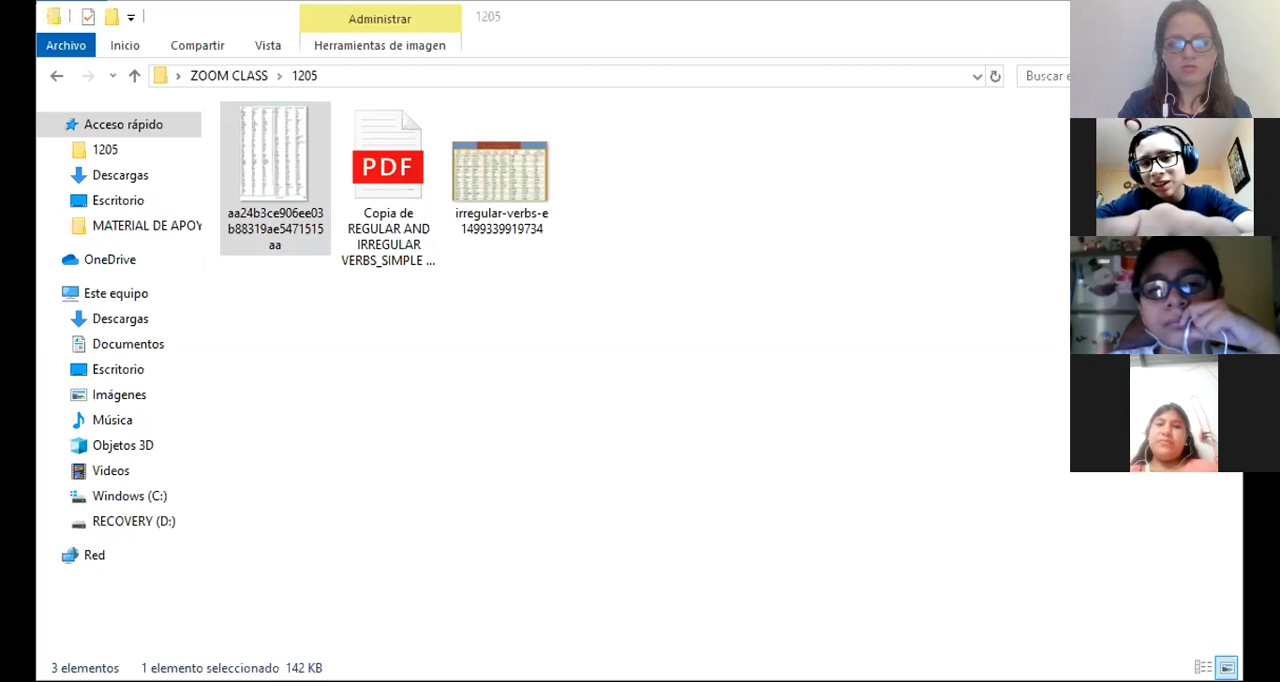 Administrar
1205
Archivo
Inicio
Compartir
Vista
Herramientas de imagen
ZOOM CLASS
1205
Buscar e
Acceso rápido
1205
Descargas
Escritorio
MATERIAL DE APOY
OneDrive
Este equipo
Descargas
Documentos
Escritorio
Imágenes
Música
Objetos 3D
Videos
Windows (C:)
RECOVERY (D:)
Red
aa24b3ce906ee03
b88319ae5471515
aa
PDF
Copia de
REGULAR AND
IRREGULAR
VERBS_SIMPLE ...
irregular-verbs-e
1499339919734
3 elementos
1 elemento seleccionado 142 KB